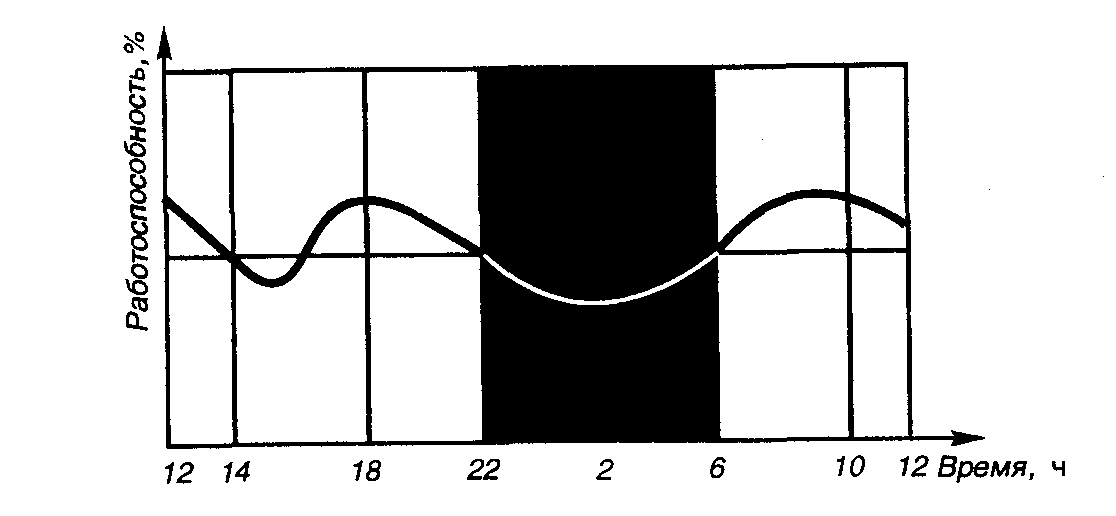 Работоспособность, %
12 14 18 22 2 6 10 12 Время, ч